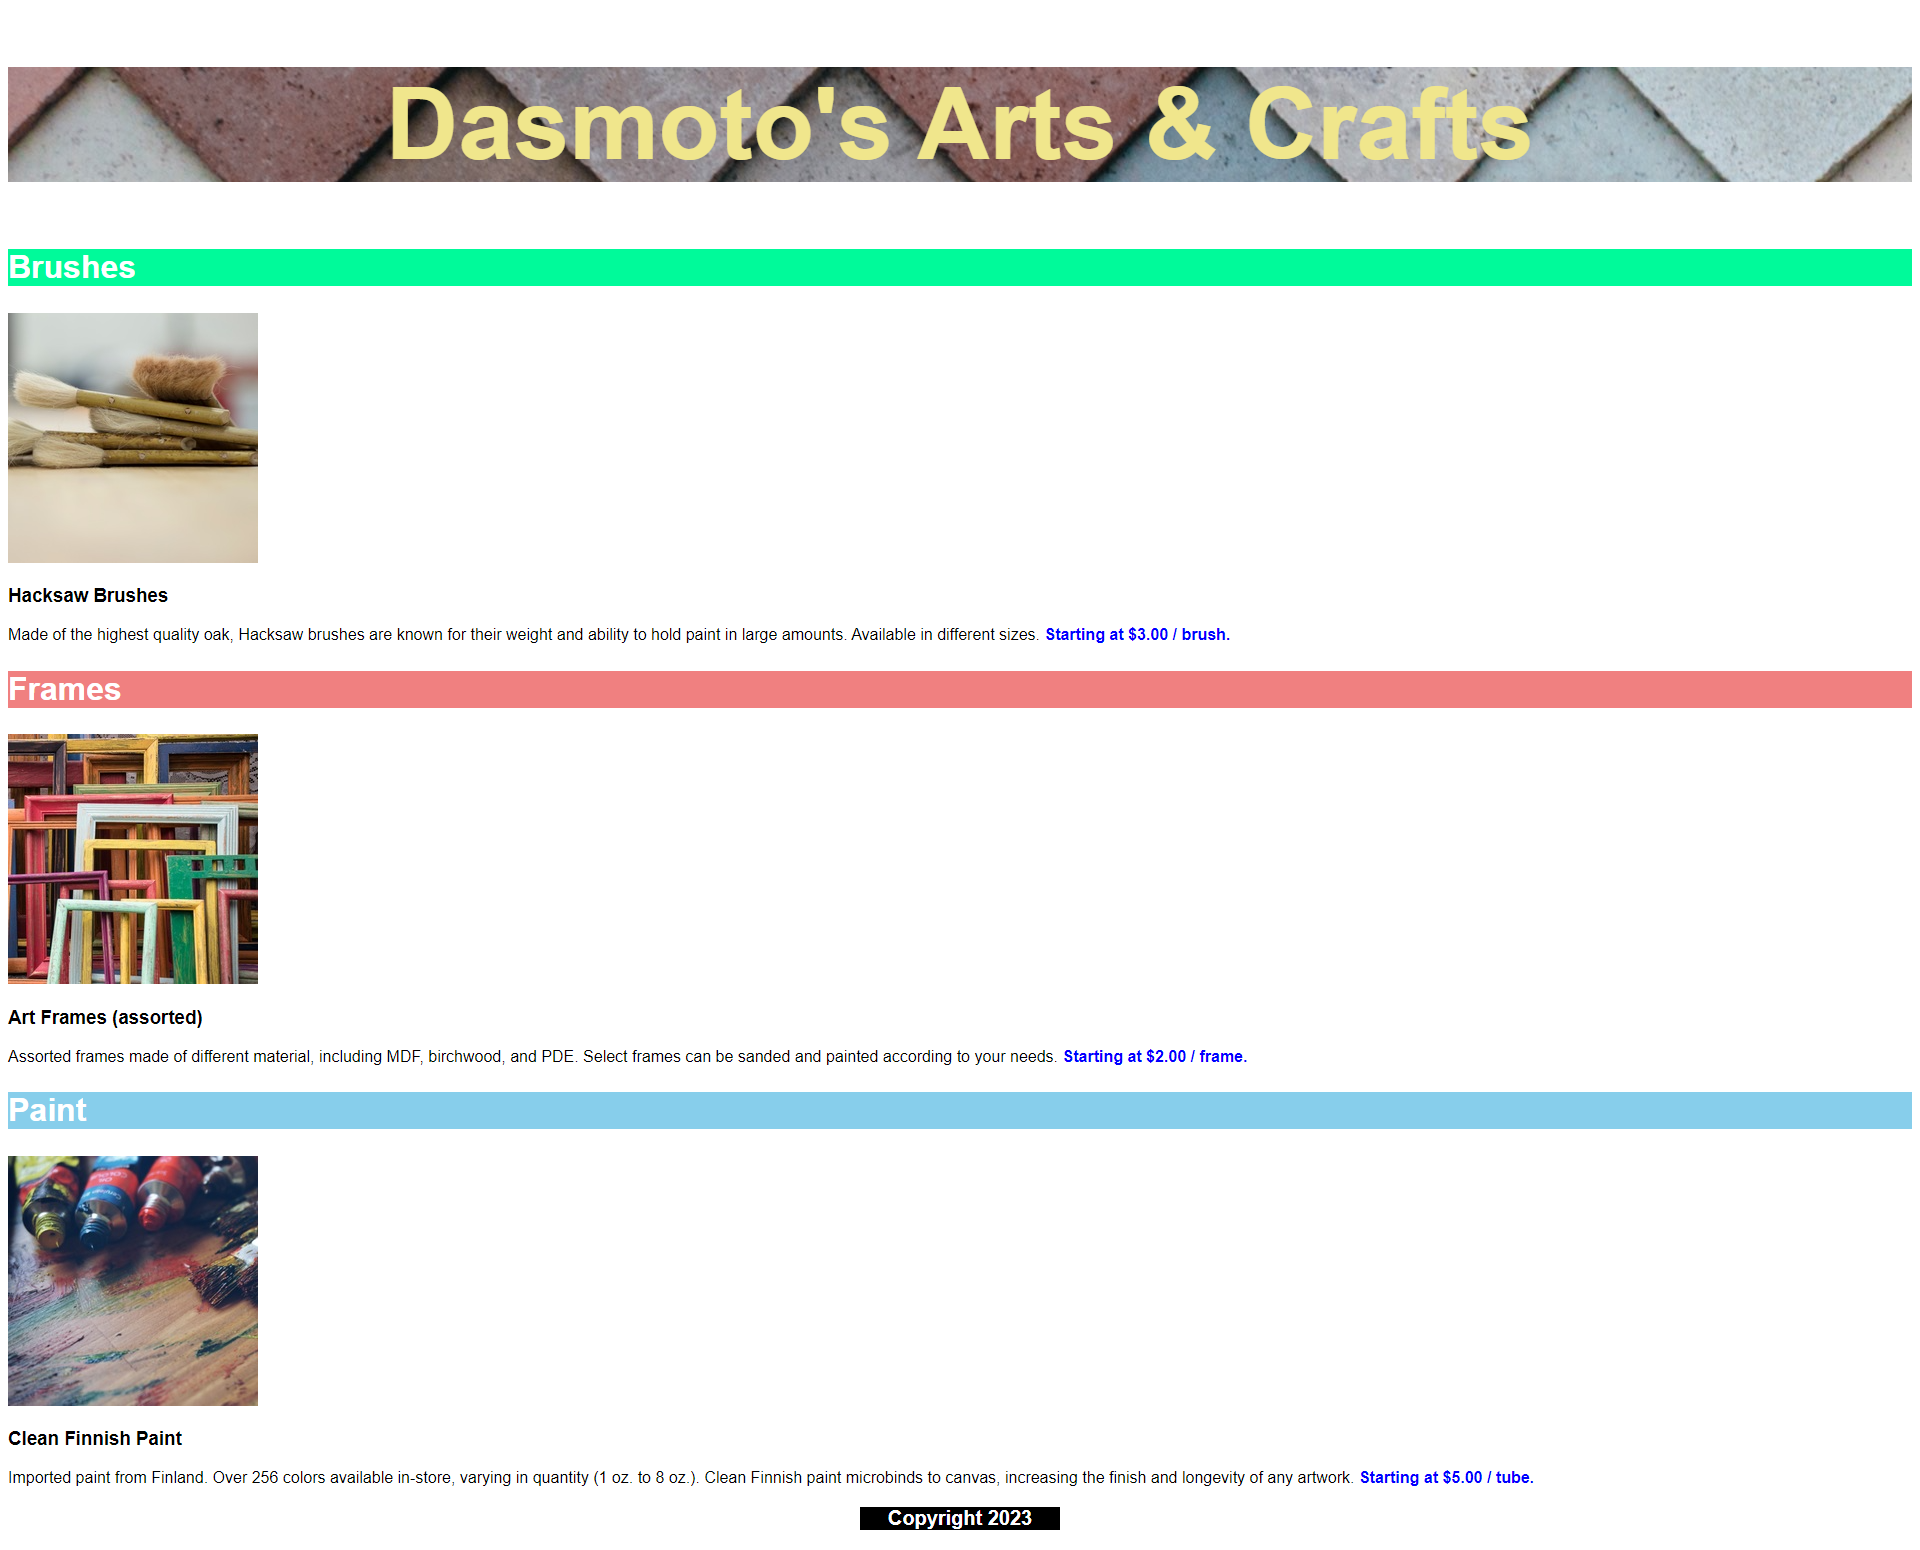 Dasmoto's Arts & Crafts
Brushes
Hacksaw Brushes
Made of the highest quality oak, Hacksaw brushes are known for their weight and ability to hold paint in large amounts. Available in different sizes. Starting at $3.00 / brush.
Frames
Art Frames (assorted)
Assorted frames made of different material, including MDF, birchwood, and PDE. Select frames can be sanded and painted according to your needs. Starting at $2.00 / frame.
Paint
Clean Finnish Paint
Imported paint from Finland. Over 256 colors available in-store, varying in quantity (1 oz. to 8 oz.). Clean Finnish paint microbinds to canvas, increasing the finish and longevity of any artwork. Starting at $5.00 / tube.
Copyright 2023